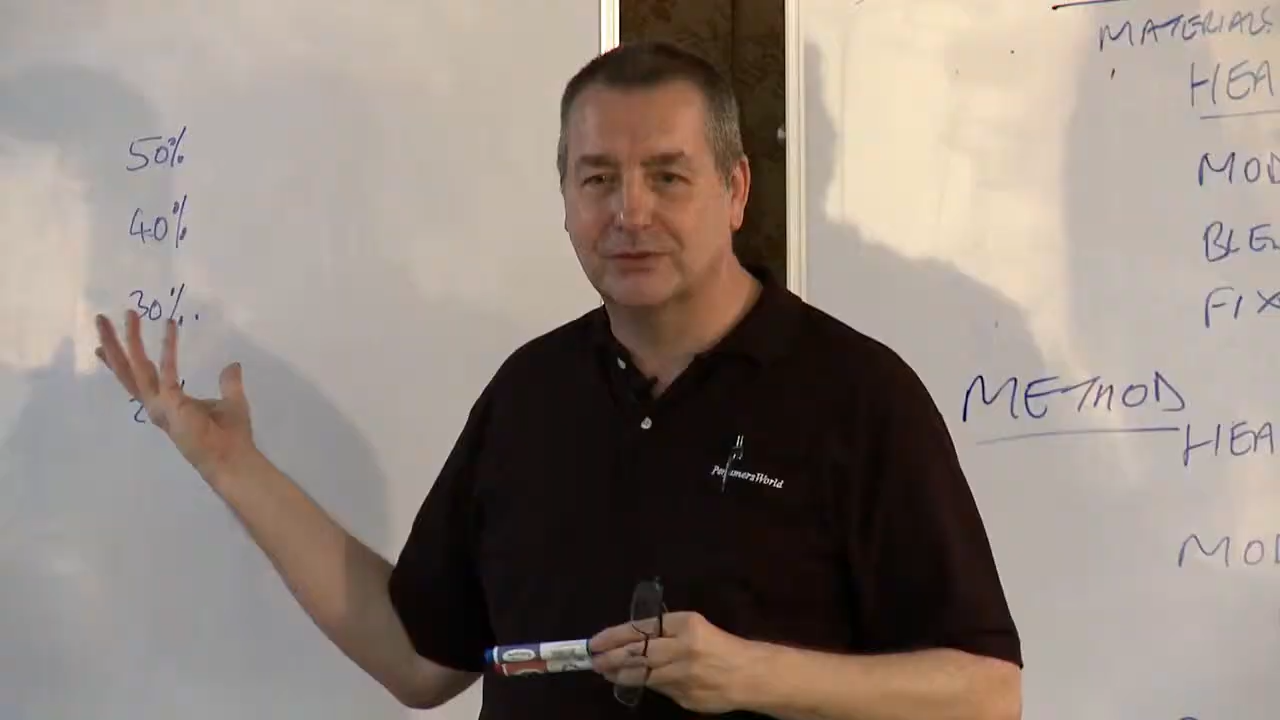 50%
40%
30%.
MATERIALS
HEA
MOD
BLE
FIX
METHOD
HEA
MOD
PerfumersWorld